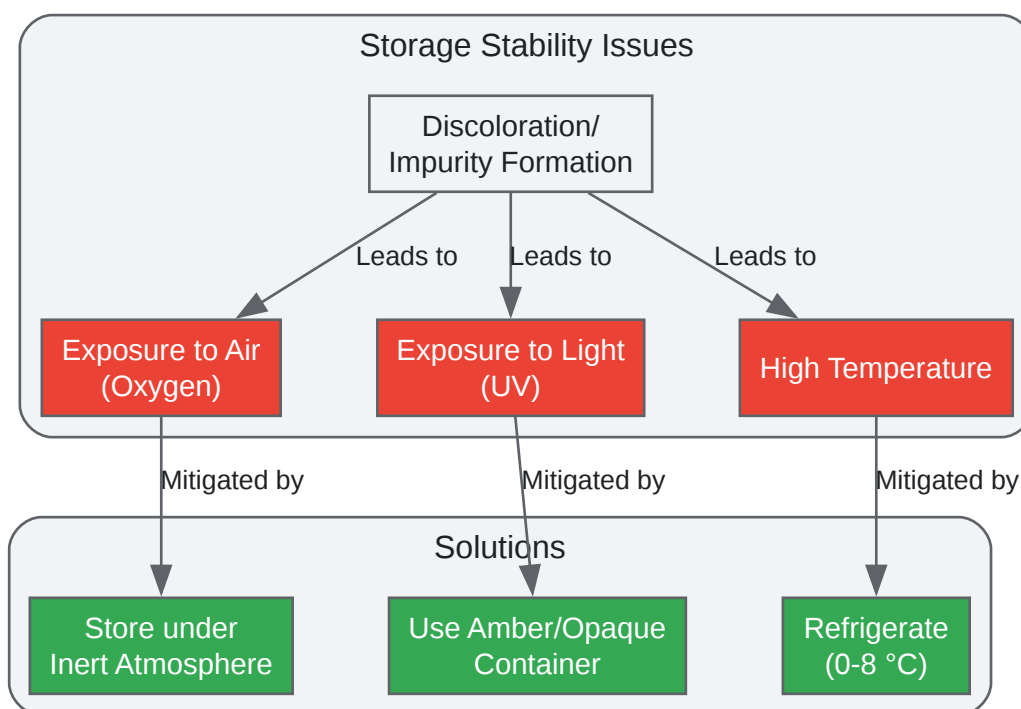 Storage Stability Issues
Discoloration/
Impurity Formation
Leads to
Leads to
Leads to
Exposure to Air
(Oxygen)
Exposure to Light
(UV)
High Temperature
Mitigated by
Mitigated by
Mitigated by
Solutions
Store under
Inert Atmosphere
Use Amber/Opaque
Container
Refrigerate
(0-8 °C)